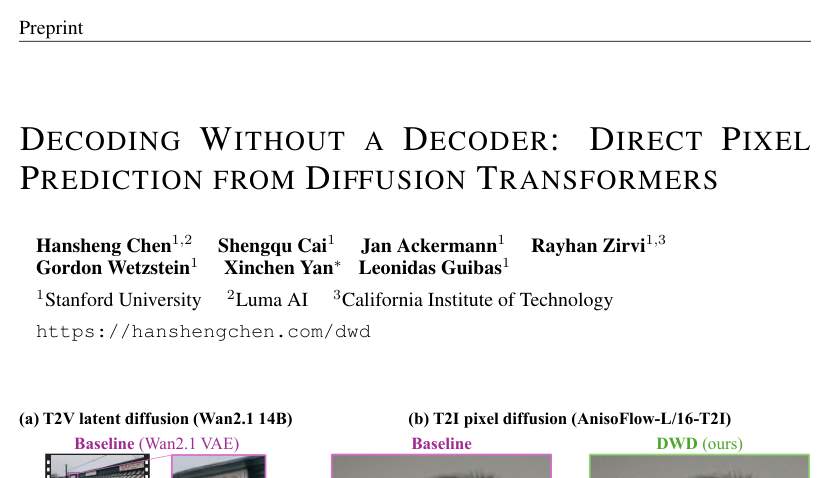 Preprint
DECODING WITHOUT A DECODER: DIRECT PIXEL
PREDICTION FROM DIFFUSION TRANSFORMERS
Hansheng Chen1,2 Shengqu Cai1 Jan Ackermann1 Rayhan Zirvi1,3
Gordon Wetzstein1 Xinchen Yan* Leonidas Guibas1
1Stanford University 2Luma AI 3California Institute of Technology
https://hanshengchen.com/dwd
(a) T2V latent diffusion (Wan2.1 14B) (b) T2I pixel diffusion (AnisoFlow-L/16-T2I)
Baseline (Wan2.1 VAE) Baseline DWD (ours)